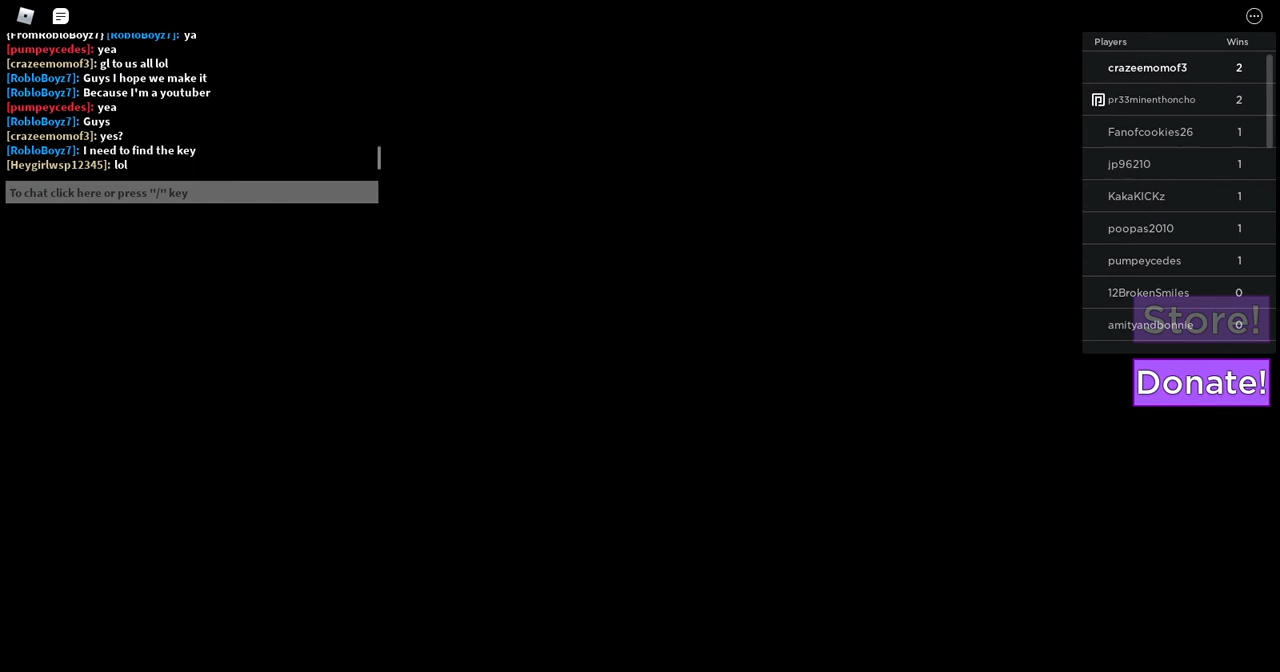 {FromRobloBoyz7} [RobloBoyz7]: ya
[pumpeycedes]: yea
[crazeemomof3]: gl to us all lol
[RobloBoyz7]: Guys I hope we make it
[RobloBoyz7]: Because I'm a youtuber
[pumpeycedes]: yea
[RobloBoyz7]: Guys
[crazeemomof3]: yes?
[RobloBoyz7]: I need to find the key
[Heygirlwsp12345]: lol
To chat click here or press "/" key
Players Wins
crazeemomof3 2
pr33minenthoncho 2
Fanofcookies26 1
jp96210 1
KakaKICKz 1
poopas2010 1
pumpeycedes 1
12BrokenSmiles 0
amityandbonnie 0
Store!
Donate!